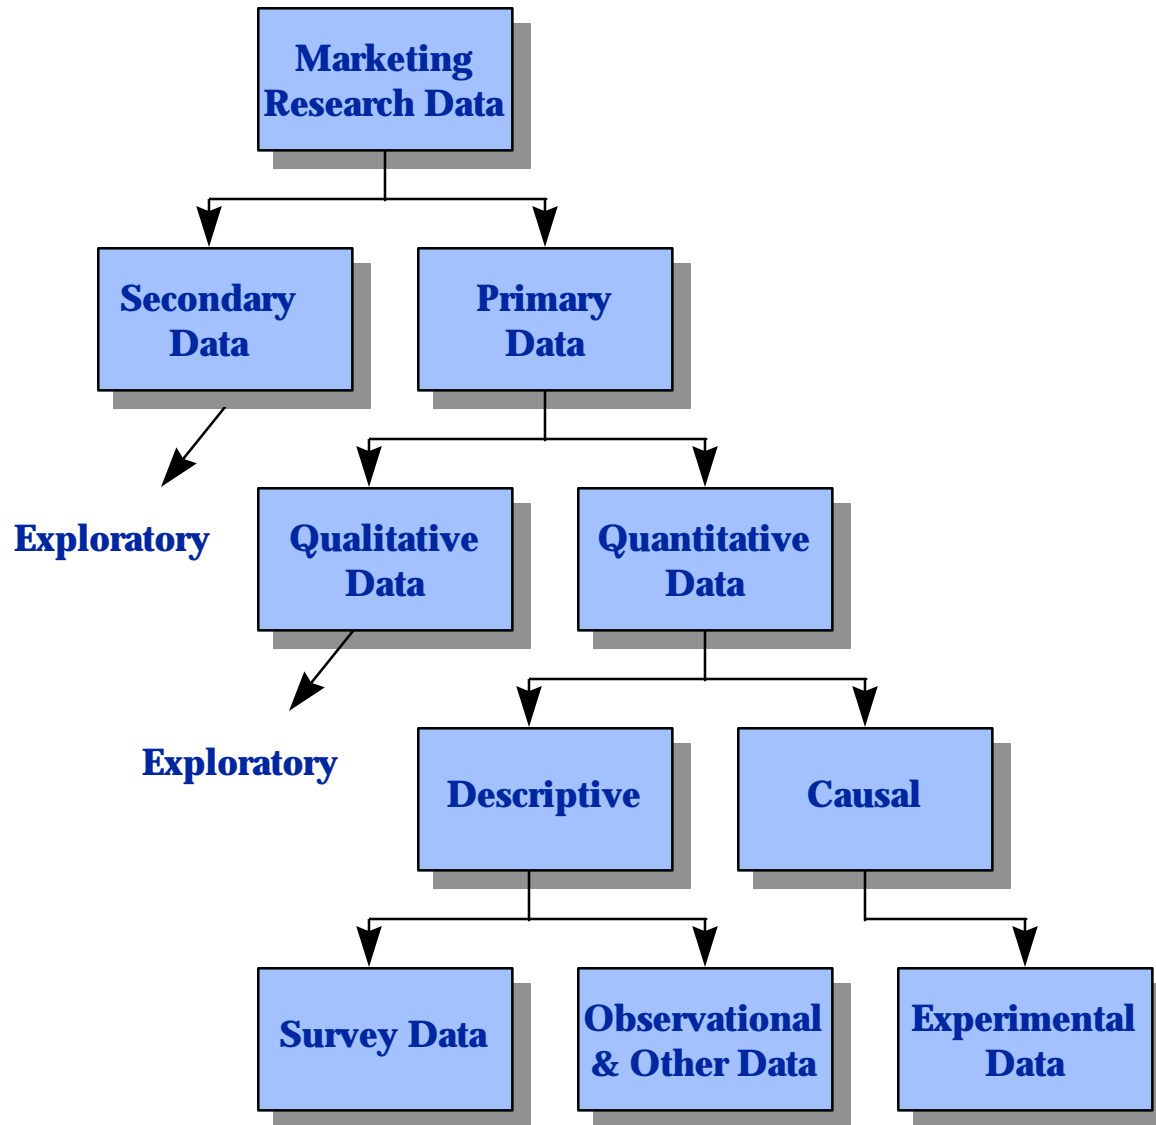 Marketing
Research Data
Secondary
Data
Primary
Data
Exploratory
Qualitative
Data
Quantitative
Data
Exploratory
Descriptive
Causal
Survey Data
Observational
& Other Data
Experimental
Data